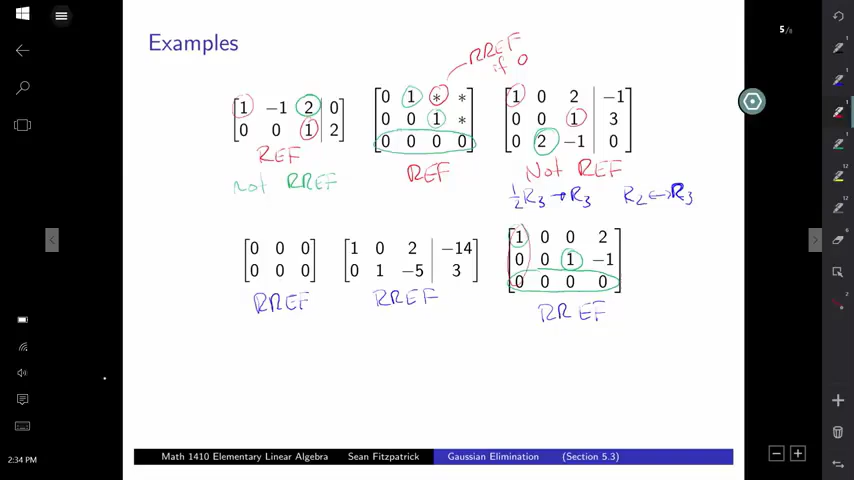 5/8
Examples
RREF
if 0
[1 −1 2 | 0]
[0 0 1 | 2]
REF
not RREF
[0 1 * *]
[0 0 1 *]
[0 0 0 0]
REF
[1 0 2 | −1]
[0 0 1 | 3]
[0 2 −1 | 0]
Not REF
½R₃→R₃ R₂↔R₃
[0 0 0]
[0 0 0]
RREF
[1 0 2 | −14]
[0 1 −5 | 3]
RREF
[1 0 0 2]
[0 0 1 −1]
[0 0 0 0]
RREF
Math 1410 Elementary Linear Algebra Sean Fitzpatrick Gaussian Elimination (Section 5.3)
2:34 PM